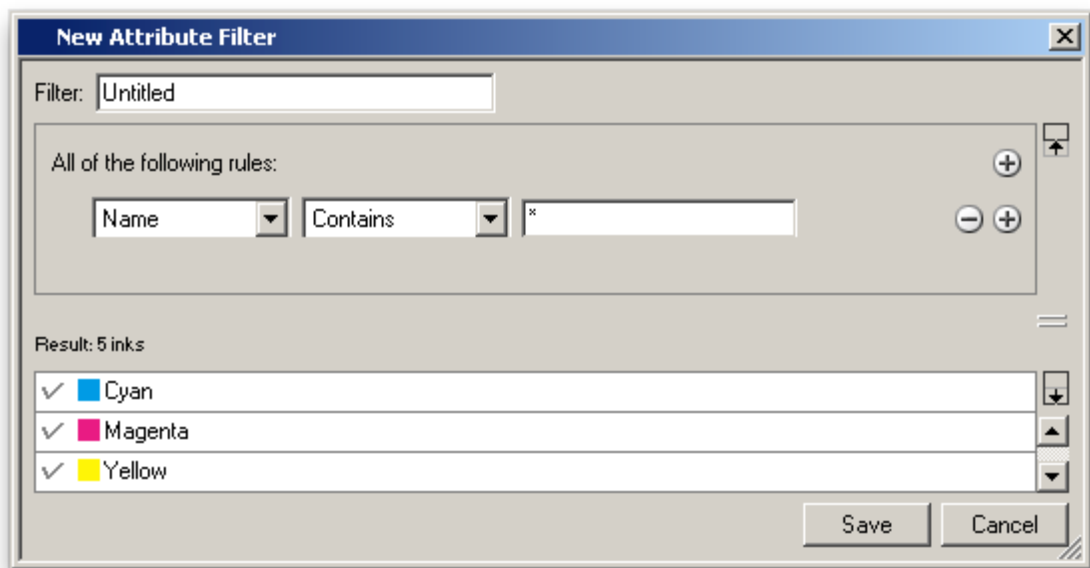 New Attribute Filter
Filter: Untitled
All of the following rules:
Name Contains *
Result: 5 inks
Cyan
Magenta
Yellow
Save Cancel